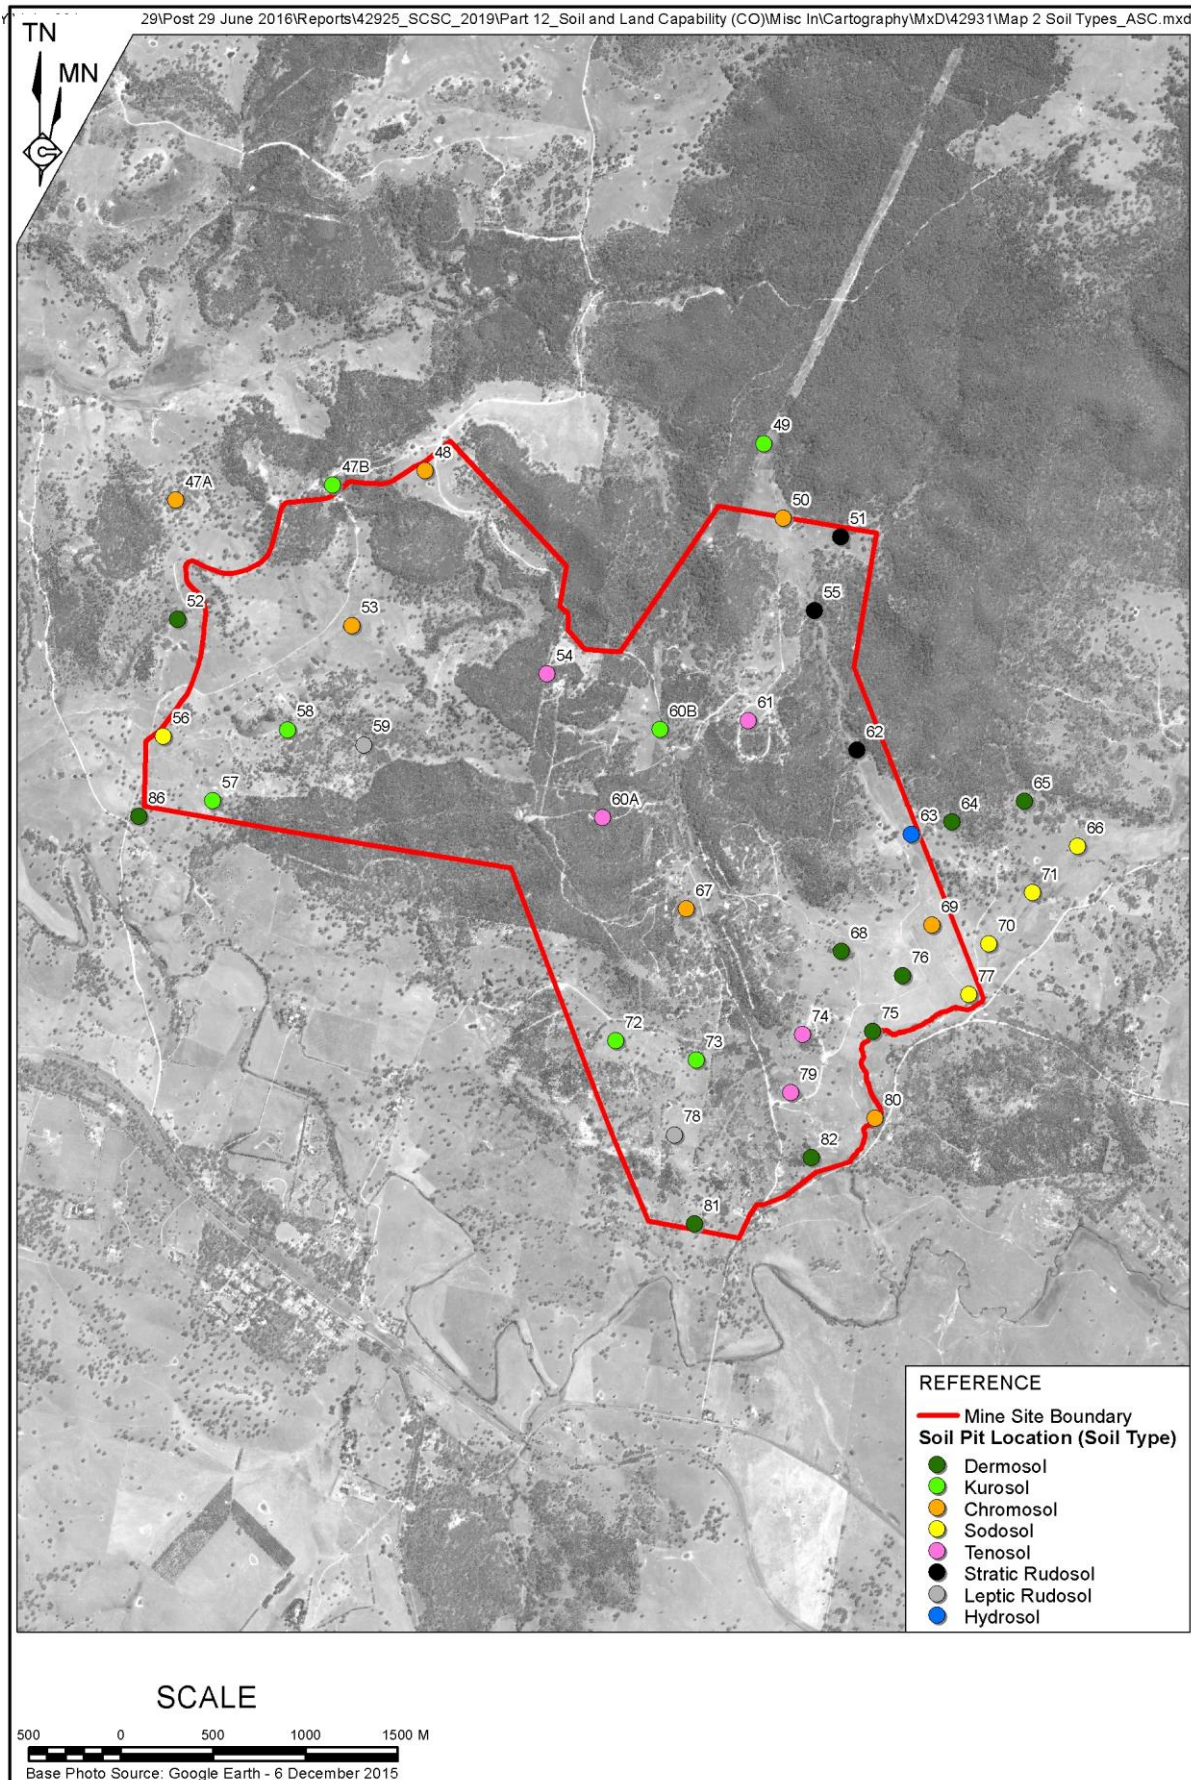 29\Post 29 June 2016\Reports\42925_SCSC_2019\Part 12_Soil and Land Capability (CO)\Misc In\Cartography\MxD\42931\Map 2 Soil Types_ASC.mxd
TN
MN
49
47B
48
47A
50
51
52
53
55
54
56
58
59
60B
61
62
57
86
60A
65
64
63
66
71
67
69
70
68
76
77
75
72
73
74
79
80
78
82
81
REFERENCE
Mine Site Boundary
Soil Pit Location (Soil Type)
Dermosol
Kurosol
Chromosol
Sodosol
Tenosol
Stratic Rudosol
Leptic Rudosol
Hydrosol
SCALE
500 0 500 1000 1500 M
Base Photo Source: Google Earth - 6 December 2015